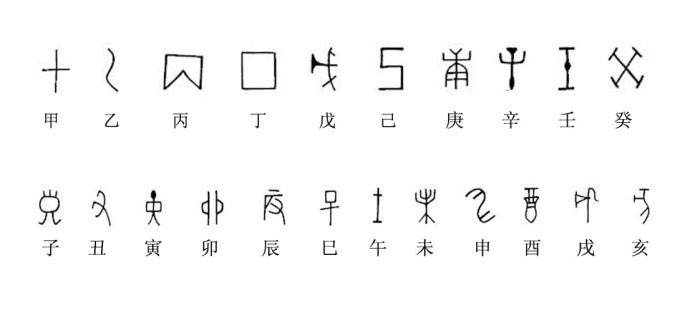 甲 乙 丙 丁 戊 己 庚 辛 壬 癸
子 丑 寅 卯 辰 巳 午 未 申 酉 戌 亥